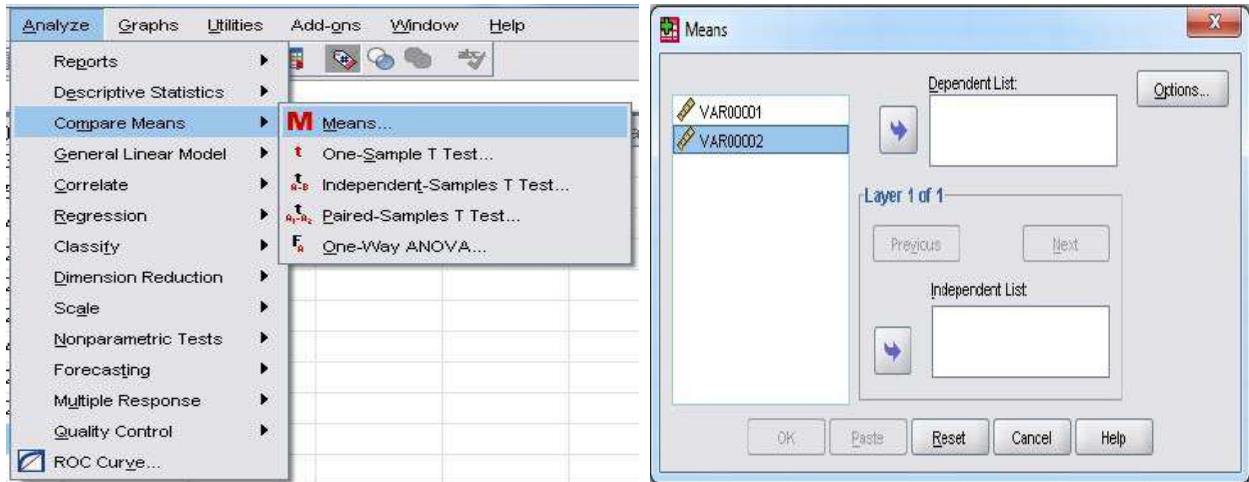 Analyze Graphs Utilities Add-ons Window Help
Reports
Descriptive Statistics
Compare Means
General Linear Model
Correlate
Regression
Classify
Dimension Reduction
Scale
Nonparametric Tests
Forecasting
Multiple Response
Quality Control
ROC Curve...
M Means...
t One-Sample T Test...
Independent-Samples T Test...
Paired-Samples T Test...
One-Way ANOVA...
Means
VAR00001
VAR00002
Dependent List:
Options...
Layer 1 of 1
Previous Next
Independent List:
OK Paste Reset Cancel Help